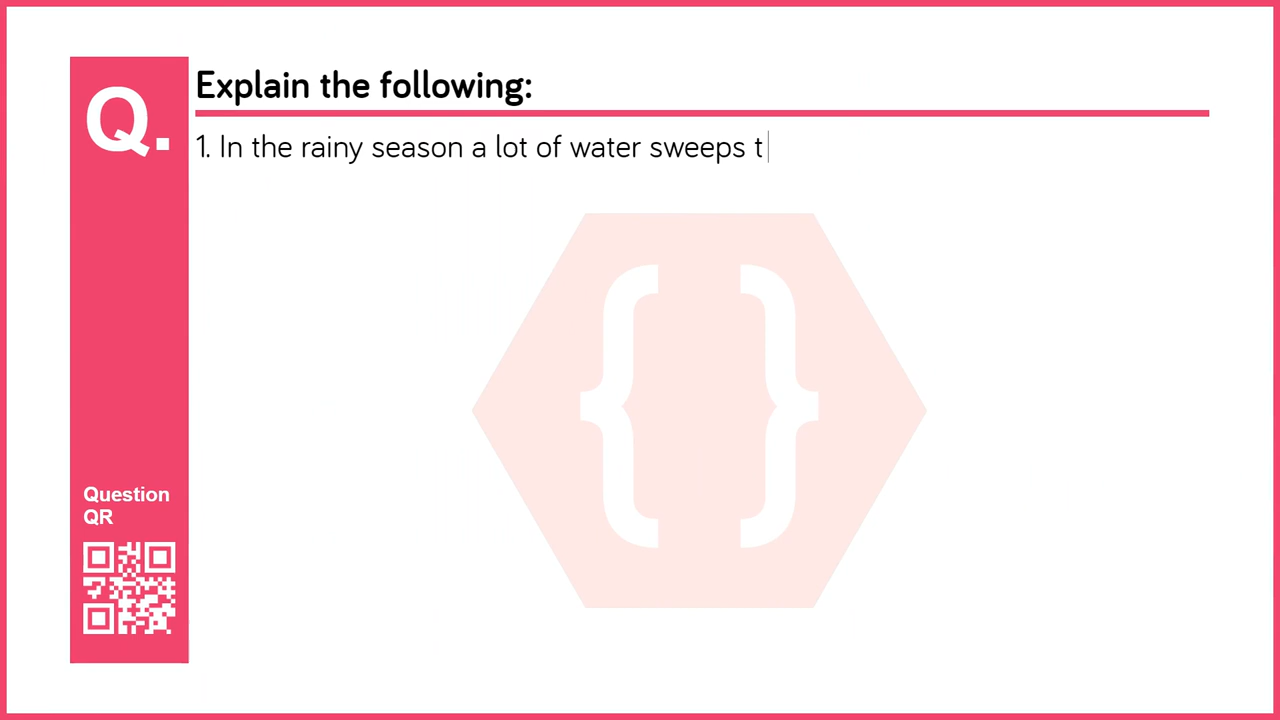 Q.
Explain the following:
1. In the rainy season a lot of water sweeps t
Question
QR